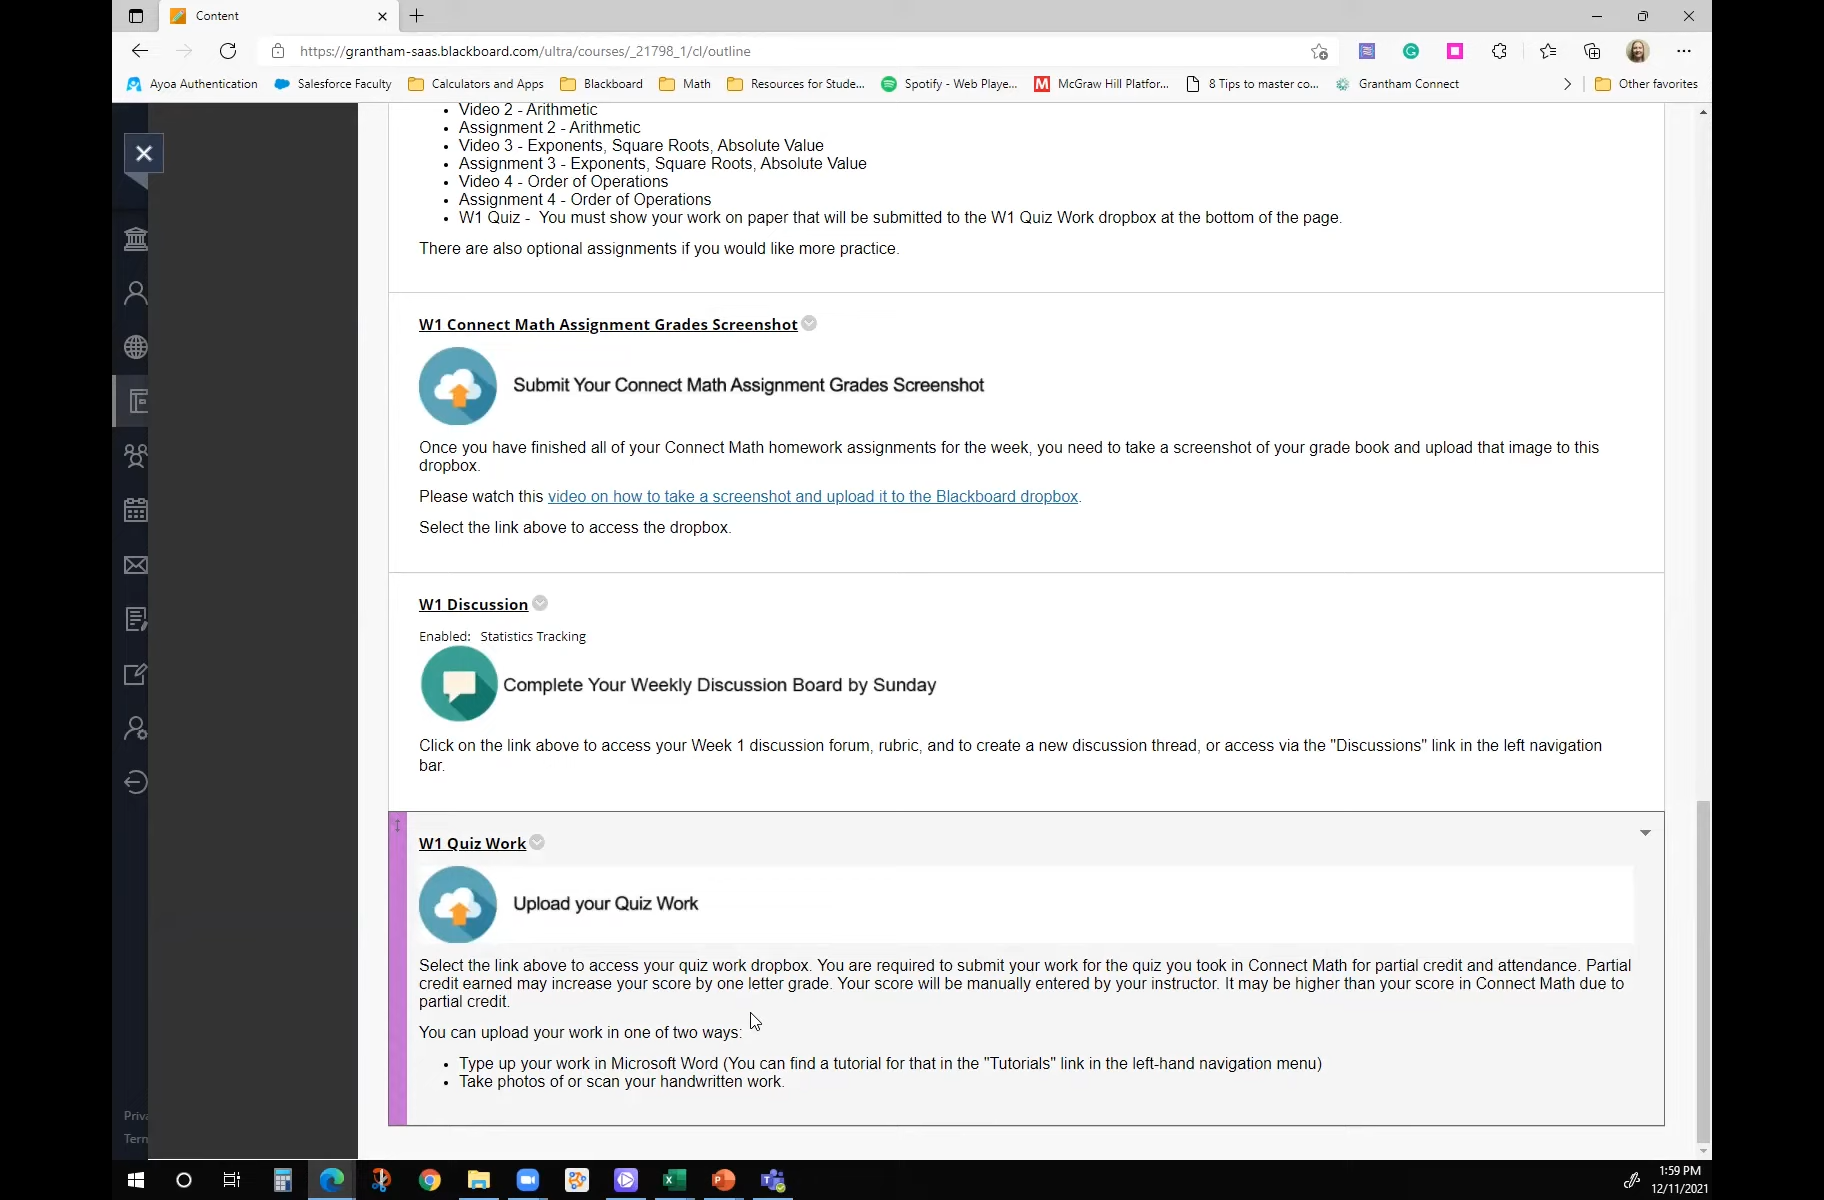 Content
https://grantham-saas.blackboard.com/ultra/courses/_21798_1/cl/outline
Ayoa Authentication
Salesforce Faculty
Calculators and Apps
Blackboard
Math
Resources for Stude...
Spotify - Web Playe...
McGraw Hill Platfor...
8 Tips to master co...
Grantham Connect
Other favorites
• Video 2 - Arithmetic
• Assignment 2 - Arithmetic
• Video 3 - Exponents, Square Roots, Absolute Value
• Assignment 3 - Exponents, Square Roots, Absolute Value
• Video 4 - Order of Operations
• Assignment 4 - Order of Operations
• W1 Quiz - You must show your work on paper that will be submitted to the W1 Quiz Work dropbox at the bottom of the page.
There are also optional assignments if you would like more practice.
W1 Connect Math Assignment Grades Screenshot
Submit Your Connect Math Assignment Grades Screenshot
Once you have finished all of your Connect Math homework assignments for the week, you need to take a screenshot of your grade book and upload that image to this
dropbox.
Please watch this video on how to take a screenshot and upload it to the Blackboard dropbox.
Select the link above to access the dropbox.
W1 Discussion
Enabled: Statistics Tracking
Complete Your Weekly Discussion Board by Sunday
Click on the link above to access your Week 1 discussion forum, rubric, and to create a new discussion thread, or access via the "Discussions" link in the left navigation
bar.
W1 Quiz Work
Upload your Quiz Work
Select the link above to access your quiz work dropbox. You are required to submit your work for the quiz you took in Connect Math for partial credit and attendance. Partial
credit earned may increase your score by one letter grade. Your score will be manually entered by your instructor. It may be higher than your score in Connect Math due to
partial credit.
You can upload your work in one of two ways:
• Type up your work in Microsoft Word (You can find a tutorial for that in the "Tutorials" link in the left-hand navigation menu)
• Take photos of or scan your handwritten work.
Priva
Term
1:59 PM
12/11/2021